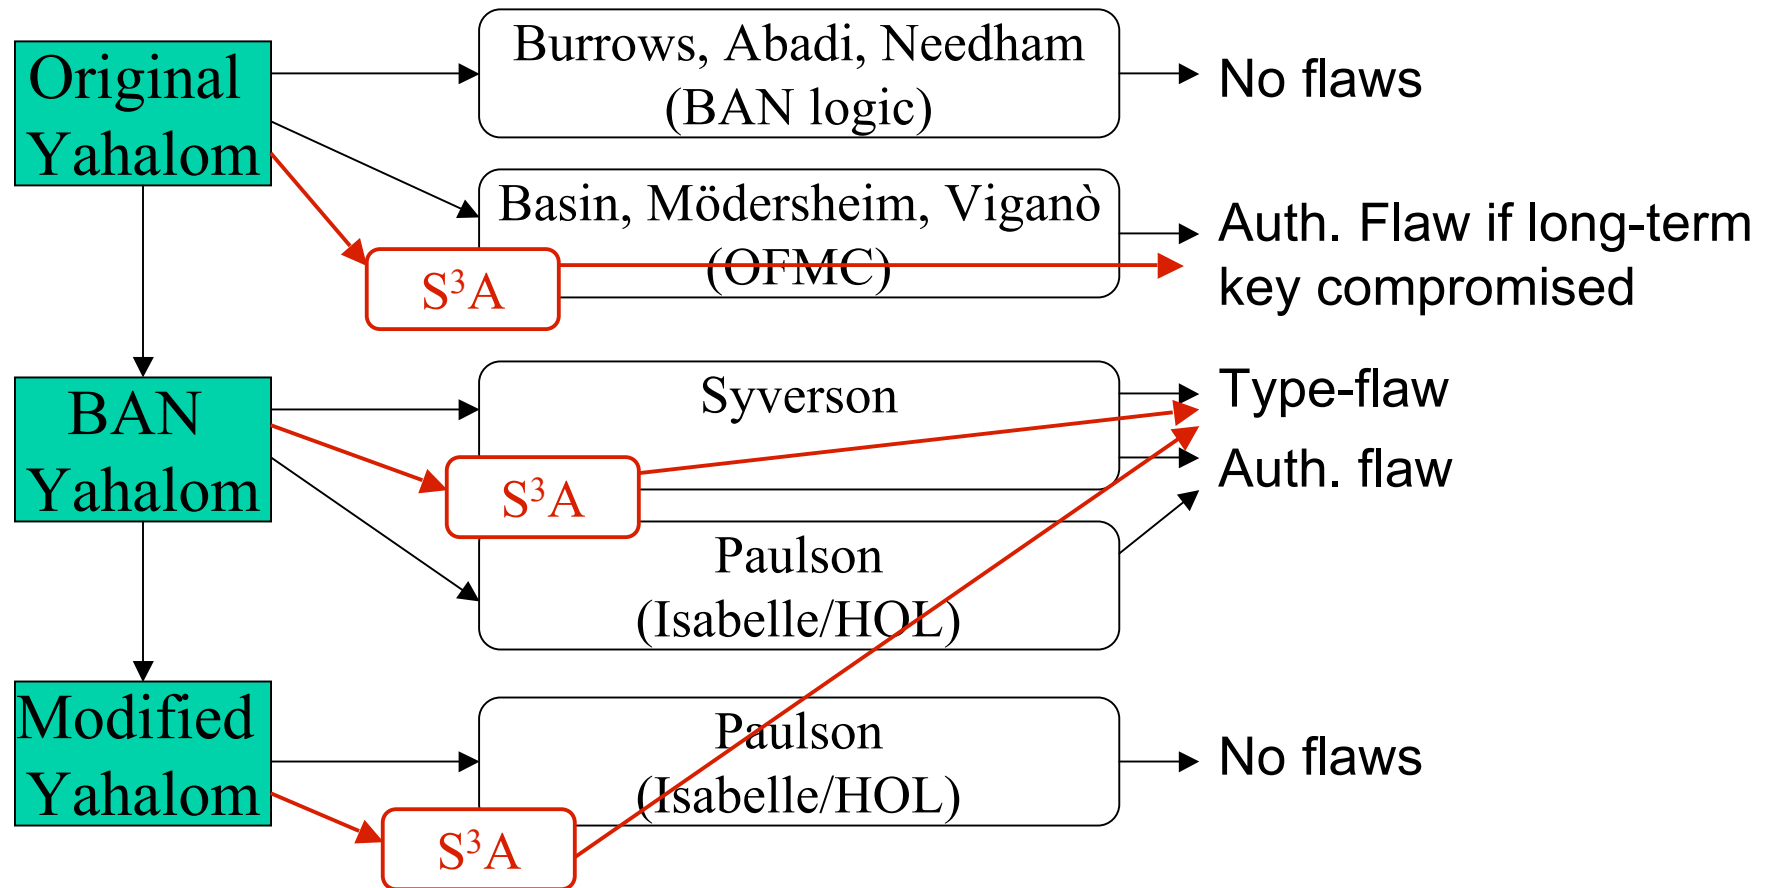 Original
Yahalom
Burrows, Abadi, Needham
(BAN logic)
No flaws
Basin, Mödersheim, Viganò
(OFMC)
S³A
Auth. Flaw if long-term
key compromised
BAN
Yahalom
Syverson
S³A
Type-flaw
Auth. flaw
Paulson
(Isabelle/HOL)
Modified
Yahalom
Paulson
(Isabelle/HOL)
S³A
No flaws